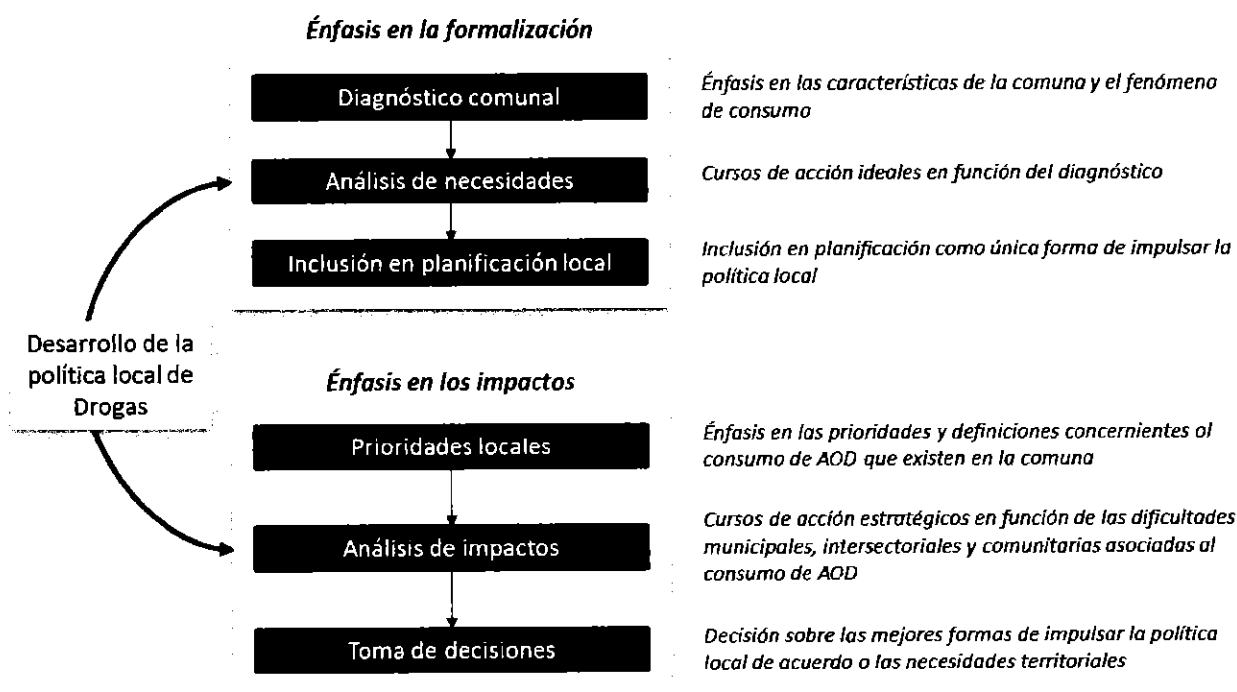 Énfasis en la formalización
Diagnóstico comunal
Énfasis en las características de la comuna y el fenómeno
de consumo
Análisis de necesidades
Cursos de acción ideales en función del diagnóstico
Inclusión en planificación local
Inclusión en planificación como única forma de impulsar la
política local
Desarrollo de la
política local de
Drogas
Énfasis en los impactos
Prioridades locales
Énfasis en las prioridades y definiciones concernientes al
consumo de AOD que existen en la comuna
Análisis de impactos
Cursos de acción estratégicos en función de las dificultades
municipales, intersectoriales y comunitarias asociadas al
consumo de AOD
Toma de decisiones
Decisión sobre las mejores formas de impulsar la política
local de acuerdo a las necesidades territoriales